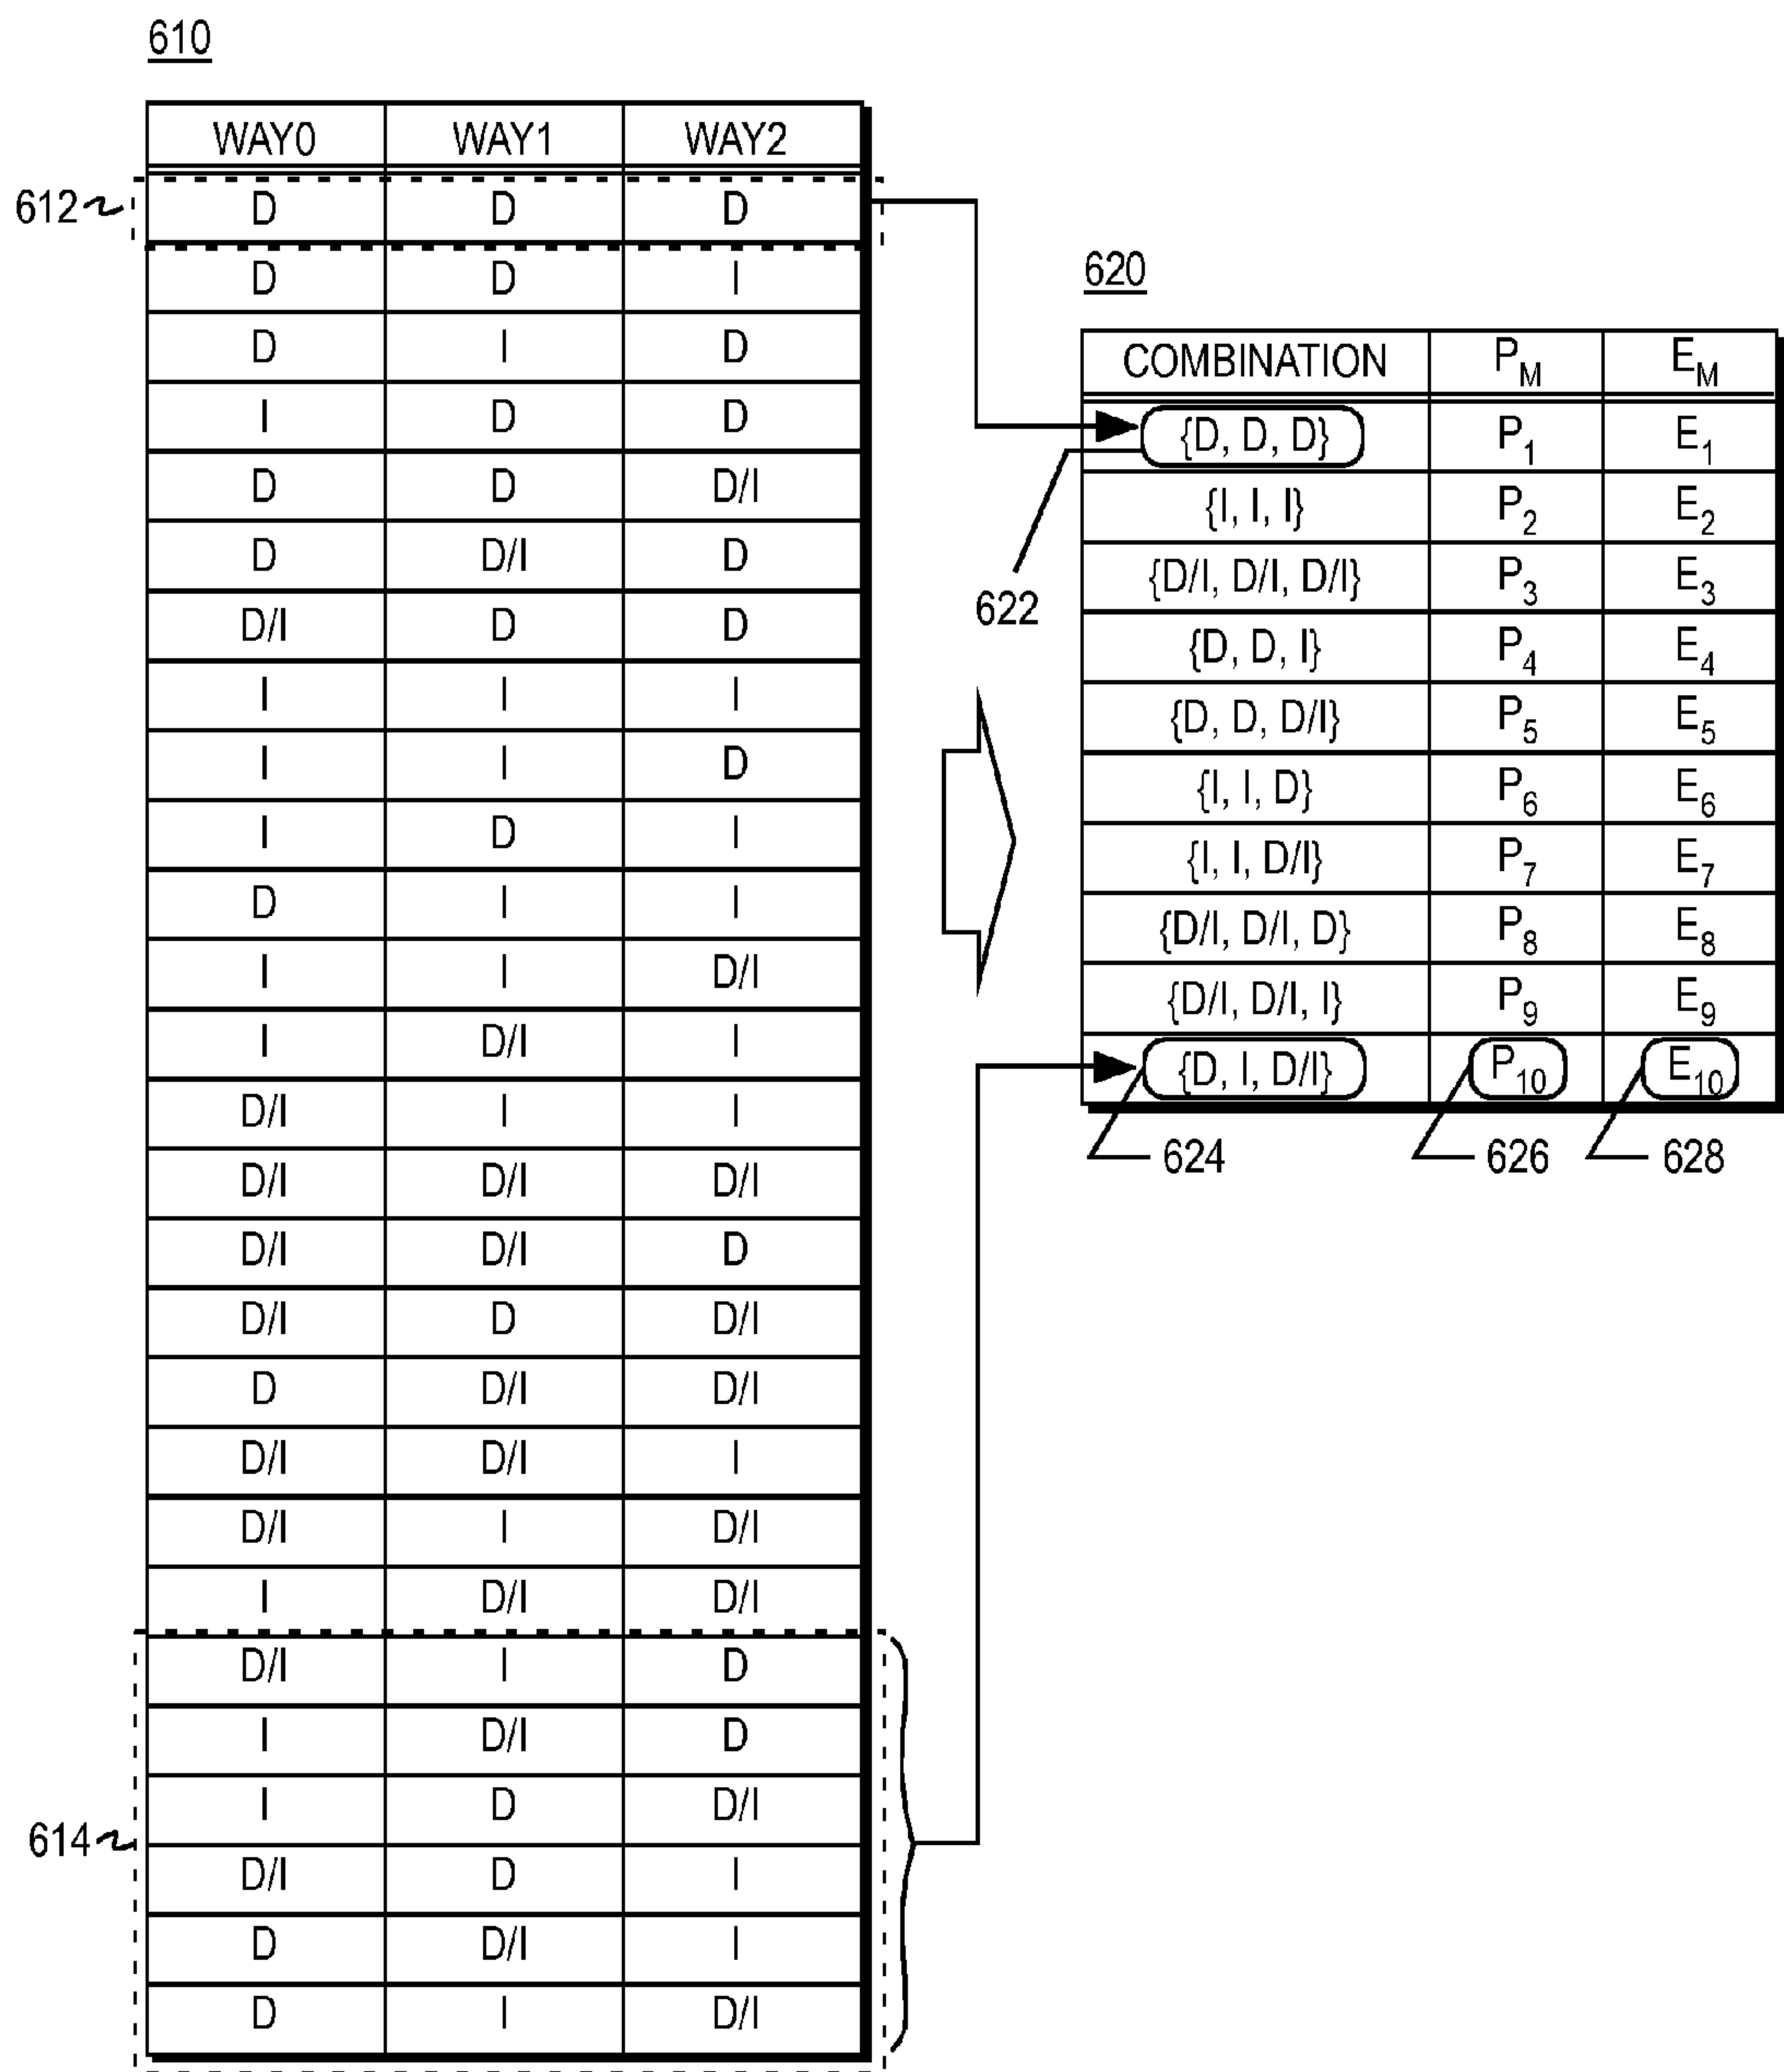 610
WAY0 WAY1 WAY2
612 D D D
D D I
D I D
I D D
D D D/I
D D/I D
D/I D D
I I I
I I D
I D I
D I I
I I D/I
I D/I I
D/I I I
D/I D/I D/I
D/I D/I D
D/I D D/I
D D/I D/I
D/I D/I I
D/I I D/I
I D/I D/I
D/I I D
I D/I D
I D D/I
614
D/I D I
D D/I I
D I D/I
620
COMBINATION P_M E_M
{D, D, D} P_1 E_1
{I, I, I} P_2 E_2
{D/I, D/I, D/I} P_3 E_3
622
{D, D, I} P_4 E_4
{D, D, D/I} P_5 E_5
{I, I, D} P_6 E_6
{I, I, D/I} P_7 E_7
{D/I, D/I, D} P_8 E_8
{D/I, D/I, I} P_9 E_9
{D, I, D/I} P_10 E_10
624 626 628